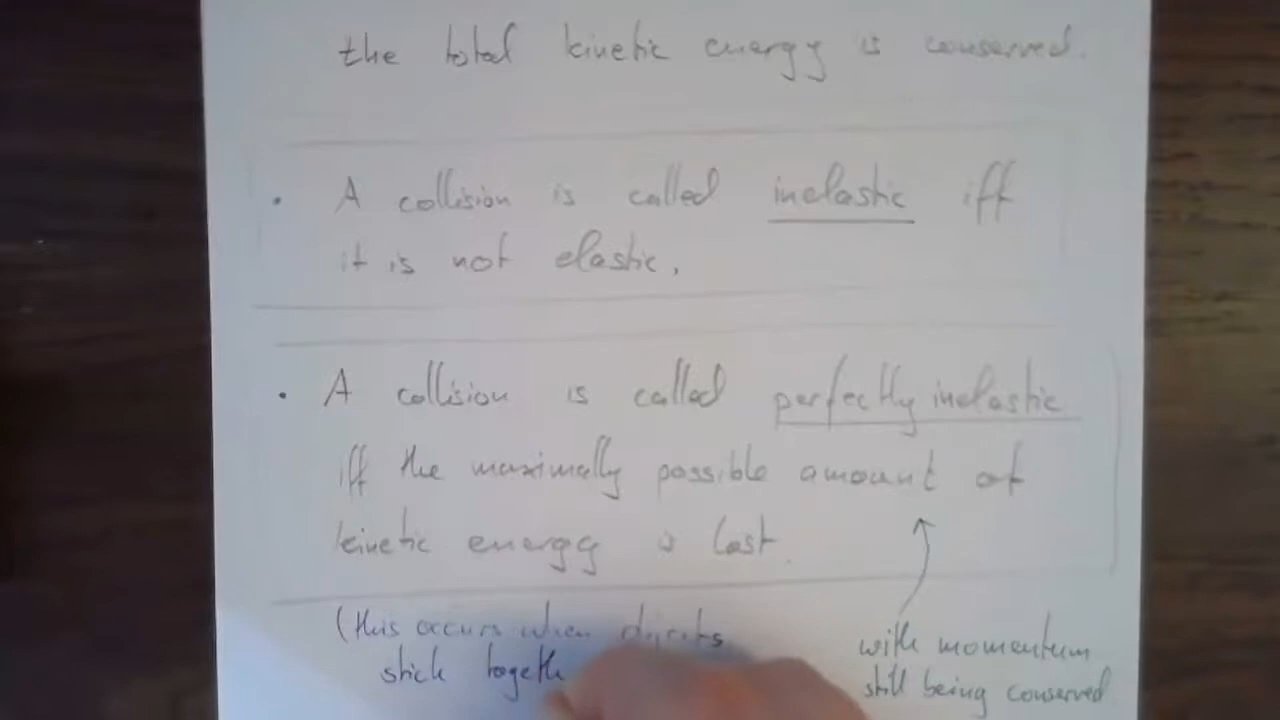 the total kinetic energy is conserved.
• A collision is called inelastic iff
it is not elastic.
• A collision is called perfectly inelastic
iff the maximally possible amount of
kinetic energy is lost.
(this occurs when objects
stick togeth
with momentum
still being conserved